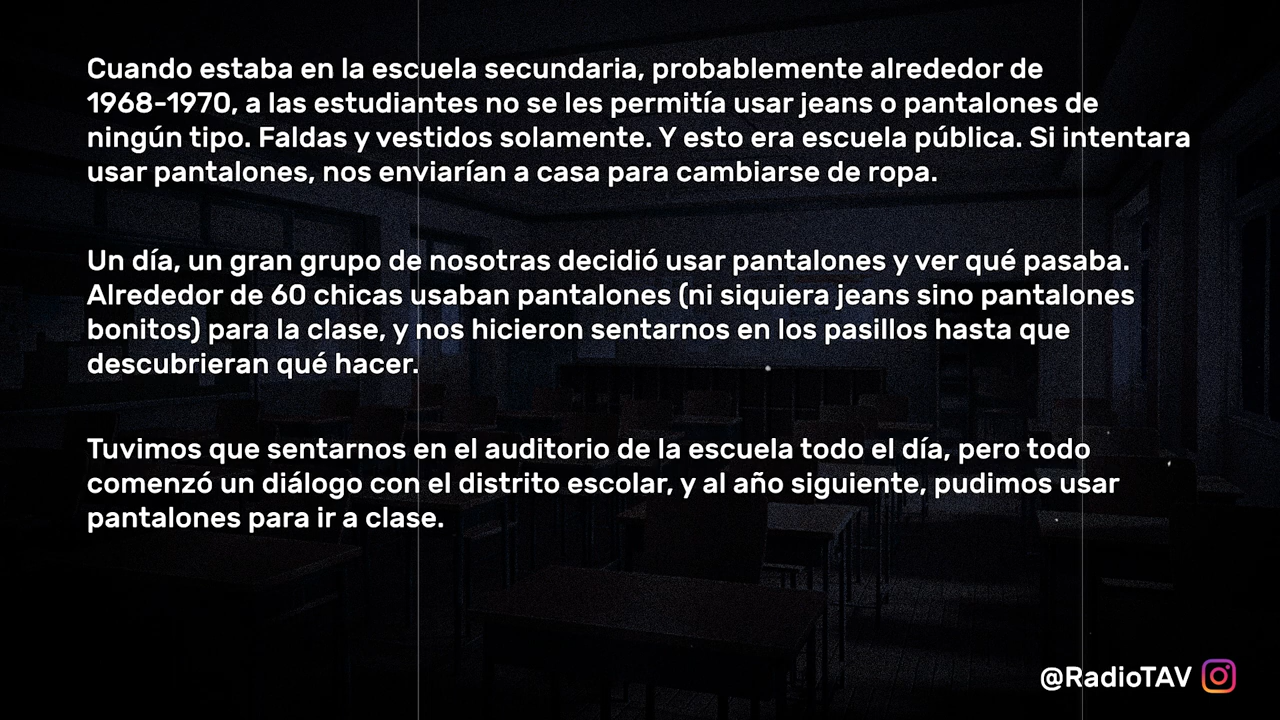 Cuando estaba en la escuela secundaria, probablemente alrededor de
1968-1970, a las estudiantes no se les permitía usar jeans o pantalones de
ningún tipo. Faldas y vestidos solamente. Y esto era escuela pública. Si intentara
usar pantalones, nos enviarían a casa para cambiarse de ropa.
Un día, un gran grupo de nosotras decidió usar pantalones y ver qué pasaba.
Alrededor de 60 chicas usaban pantalones (ni siquiera jeans sino pantalones
bonitos) para la clase, y nos hicieron sentarnos en los pasillos hasta que
descubrieran qué hacer.
Tuvimos que sentarnos en el auditorio de la escuela todo el día, pero todo
comenzó un diálogo con el distrito escolar, y al año siguiente, pudimos usar
pantalones para ir a clase.
@RadioTAV